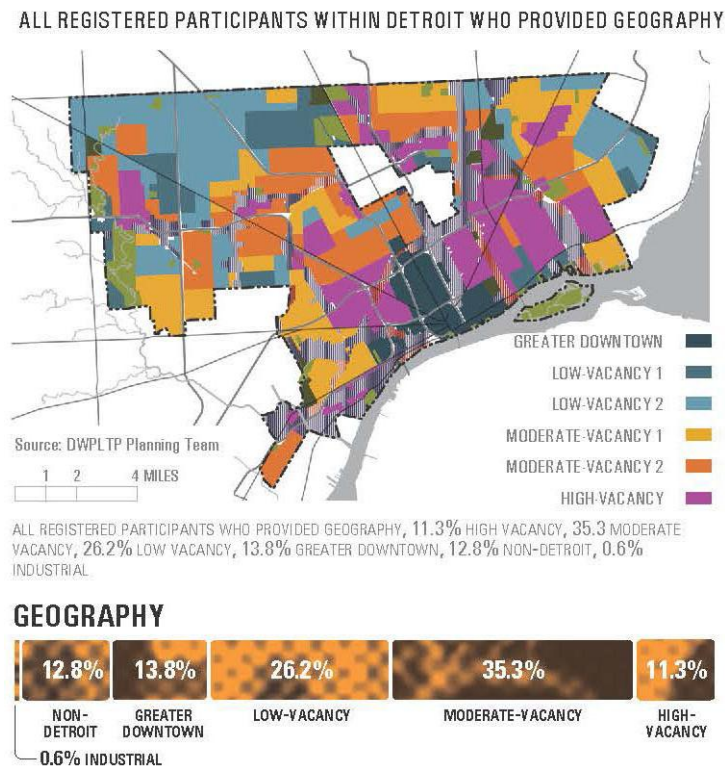 ALL REGISTERED PARTICIPANTS WITHIN DETROIT WHO PROVIDED GEOGRAPHY
GREATER DOWNTOWN
LOW-VACANCY 1
LOW-VACANCY 2
MODERATE-VACANCY 1
MODERATE-VACANCY 2
HIGH-VACANCY
Source: DWPLTP Planning Team
1 2 4 MILES
ALL REGISTERED PARTICIPANTS WHO PROVIDED GEOGRAPHY, 11.3% HIGH VACANCY, 35.3 MODERATE
VACANCY, 26.2% LOW VACANCY, 13.8% GREATER DOWNTOWN, 12.8% NON-DETROIT, 0.6%
INDUSTRIAL
GEOGRAPHY
12.8% 13.8% 26.2% 35.3% 11.3%
NON-DETROIT GREATER DOWNTOWN LOW-VACANCY MODERATE-VACANCY HIGH-VACANCY
0.6% INDUSTRIAL